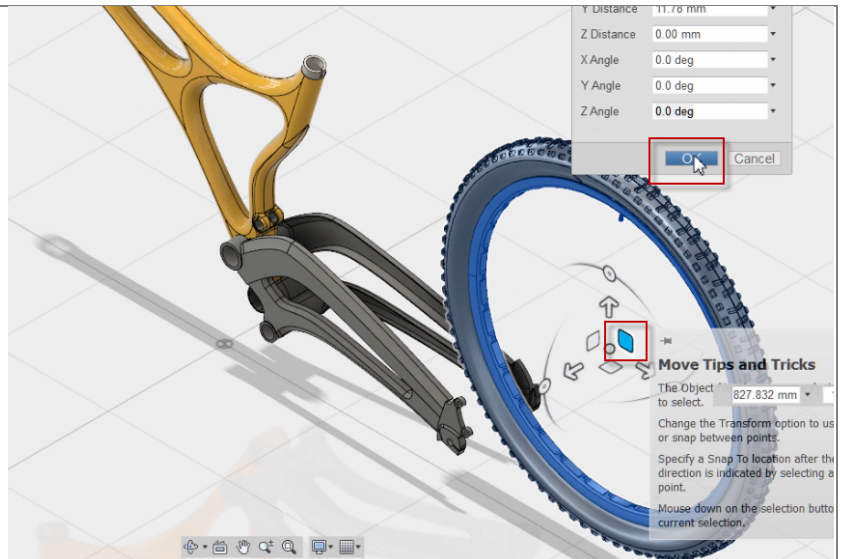 Y Distance 11.78 mm
Z Distance 0.00 mm
X Angle 0.0 deg
Y Angle 0.0 deg
Z Angle 0.0 deg
Cancel
Move Tips and Tricks
The Object
827.832 mm
to select.
Change the Transform option to us
or snap between points.
Specify a Snap To location after the
direction is indicated by selecting a
point.
Mouse down on the selection butto
current selection.